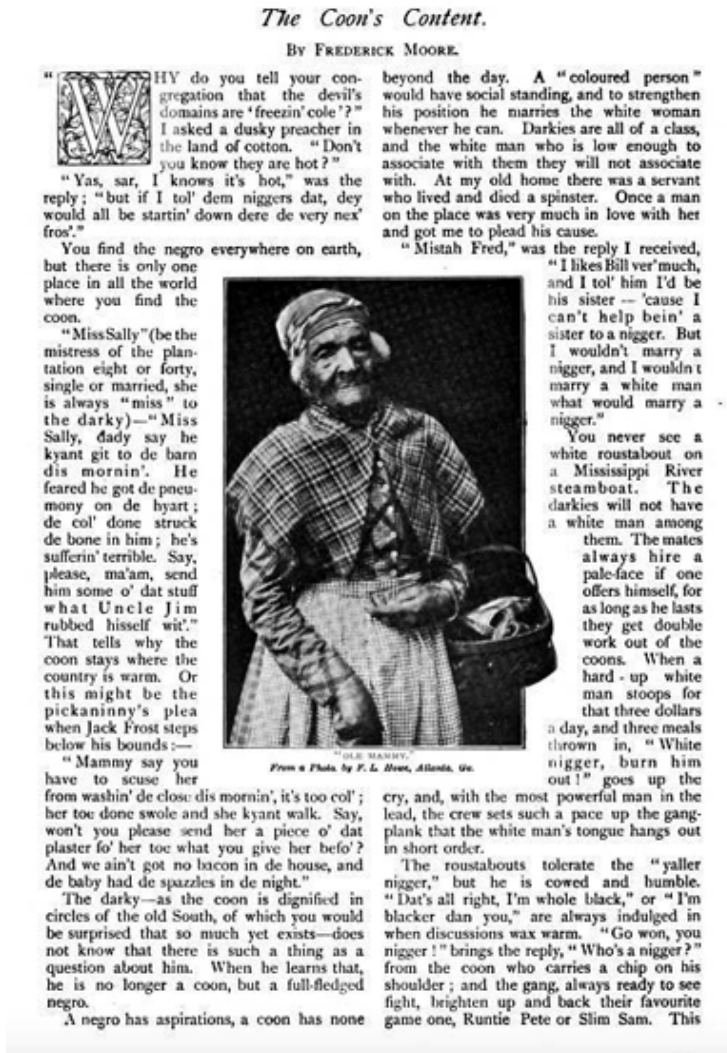 The Coon's Content.
BY FREDERICK MOORE.
"WHY do you tell your con-
gregation that the devil's
domains are 'freezin' cole'?"
I asked a dusky preacher in
the land of cotton. "Don't
you know they are hot?"
"Yas, sar, I knows it's hot," was the
reply; "but if I tol' dem niggers dat, dey
would all be startin' down dere de very nex'
fros'."
You find the negro everywhere on earth,
but there is only one
place in all the world
where you find the
coon.
"Miss Sally" (be the
mistress of the plan-
tation eight or forty,
single or married, she
is always "miss" to
the darky)—"Miss
Sally, dady say he
kyant git to de barn
dis mornin'. He
feared he got de pneu-
mony on de hyart;
de col' done struck
de bone in him; he's
sufferin' terrible. Say,
please, ma'am, send
him some o' dat stuff
what Uncle Jim
rubbed hisself wit'."
That tells why the
coon stays where the
country is warm. Or
this might be the
pickaninny's plea
when Jack Frost steps
below his bounds:—
"Mammy say you
have to scuse her
from washin' de close dis mornin', it's too col';
her toe done swole and she kyant walk. Say,
won't you please send her a piece o' dat
plaster fo' her toe what you give her befo'?
And we ain't got no bacon in de house, and
de baby had de spazzles in de night."
The darky—as the coon is dignified in
circles of the old South, of which you would
be surprised that so much yet exists—does
not know that there is such a thing as a
question about him. When he learns that,
he is no longer a coon, but a full-fledged
negro.
A negro has aspirations, a coon has none
"OLE MAMMY."
From a Photo by F. L. Howe, Atlanta, Ga.
beyond the day. A "coloured person"
would have social standing, and to strengthen
his position he marries the white woman
whenever he can. Darkies are all of a class,
and the white man who is low enough to
associate with them they will not associate
with. At my old home there was a servant
who lived and died a spinster. Once a man
on the place was very much in love with her
and got me to plead his cause.
"Mistah Fred," was the reply I received,
"I likes Bill ver' much,
and I tol' him I'd be
his sister — 'cause I
can't help bein' a
sister to a nigger. But
I wouldn't marry a
nigger, and I wouldn t
marry a white man
what would marry a
nigger."
You never see a
white roustabout on
a Mississippi River
steamboat. The
darkies will not have
a white man among
them. The mates
always hire a
pale-face if one
offers himself, for
as long as he lasts
they get double
work out of the
coons. When a
hard-up white
man stoops for
that three dollars
a day, and three meals
thrown in, "White
nigger, burn him
out!" goes up the
cry, and, with the most powerful man in the
lead, the crew sets such a pace up the gang-
plank that the white man's tongue hangs out
in short order.
The roustabouts tolerate the "yaller
nigger," but he is cowed and humble.
"Dat's all right, I'm whole black," or "I'm
blacker dan you," are always indulged in
when discussions wax warm. "Go won, you
nigger!" brings the reply, "Who's a nigger?"
from the coon who carries a chip on his
shoulder; and the gang, always ready to see
fight, brighten up and back their favourite
game one, Runtie Pete or Slim Sam. This